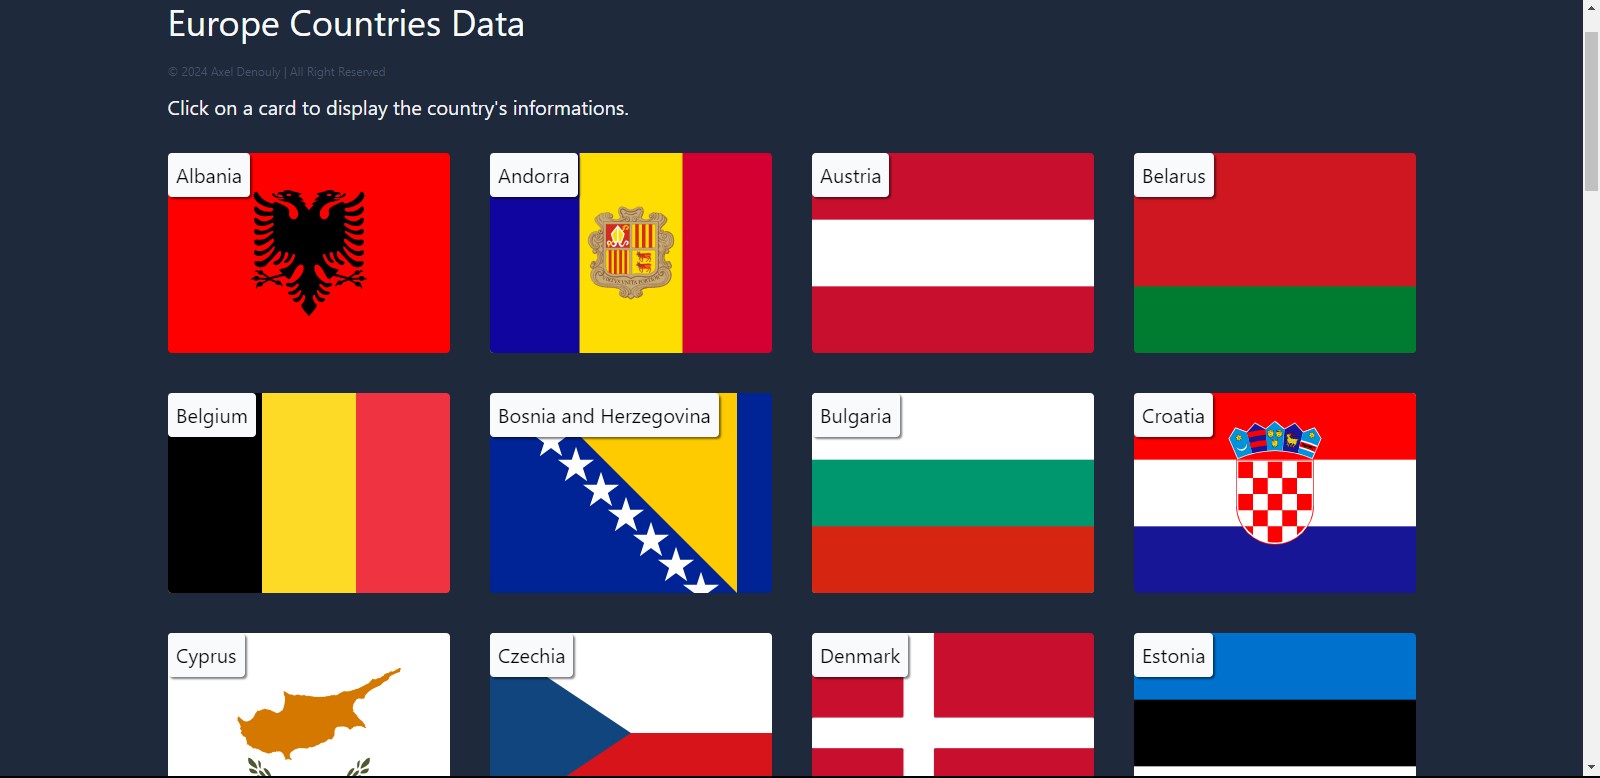 Europe Countries Data
© 2024 Axel Denouly | All Right Reserved
Click on a card to display the country's informations.
Albania
Andorra
Austria
Belarus
Belgium
Bosnia and Herzegovina
Bulgaria
Croatia
Cyprus
Czechia
Denmark
Estonia